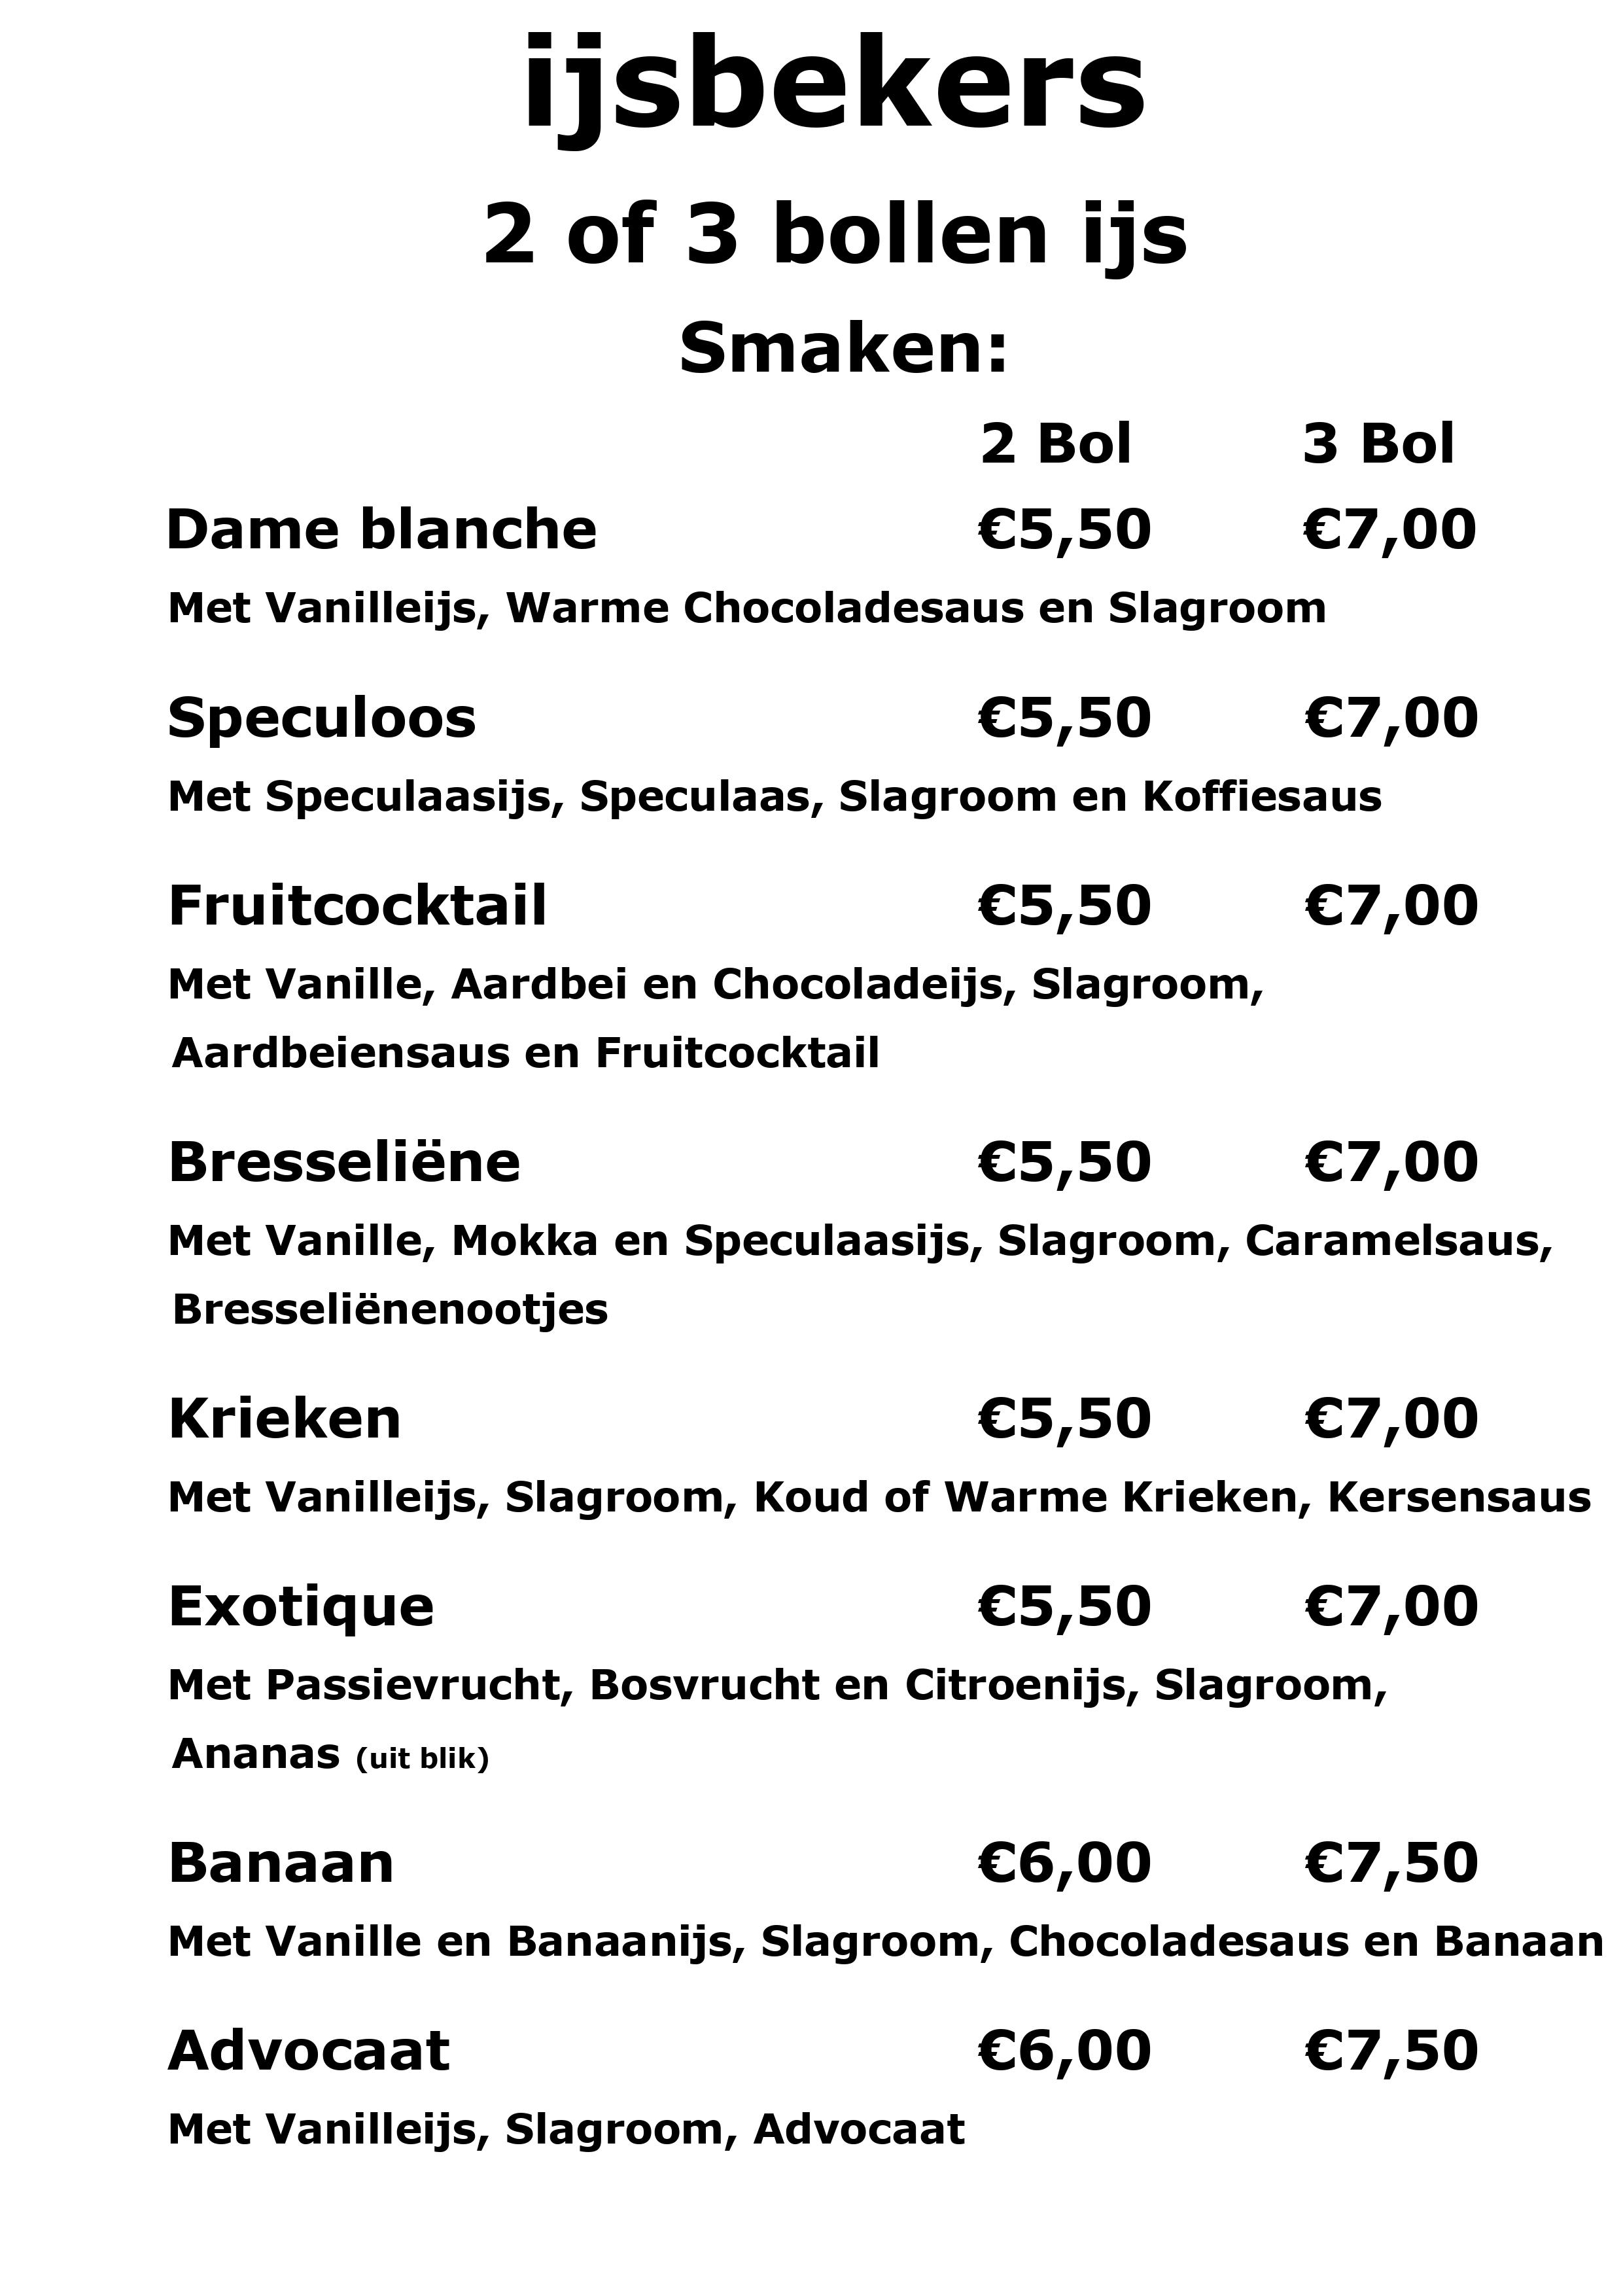 ijsbekers
2 of 3 bollen ijs
Smaken:
2 Bol 3 Bol
Dame blanche €5,50 €7,00
Met Vanilleijs, Warme Chocoladesaus en Slagroom
Speculoos €5,50 €7,00
Met Speculaasijs, Speculaas, Slagroom en Koffiesaus
Fruitcocktail €5,50 €7,00
Met Vanille, Aardbei en Chocoladeijs, Slagroom,
Aardbeiensaus en Fruitcocktail
Bresseliëne €5,50 €7,00
Met Vanille, Mokka en Speculaasijs, Slagroom, Caramelsaus,
Bresseliënenootjes
Krieken €5,50 €7,00
Met Vanilleijs, Slagroom, Koud of Warme Krieken, Kersensaus
Exotique €5,50 €7,00
Met Passievrucht, Bosvrucht en Citroenijs, Slagroom,
Ananas (uit blik)
Banaan €6,00 €7,50
Met Vanille en Banaanijs, Slagroom, Chocoladesaus en Banaan
Advocaat €6,00 €7,50
Met Vanilleijs, Slagroom, Advocaat